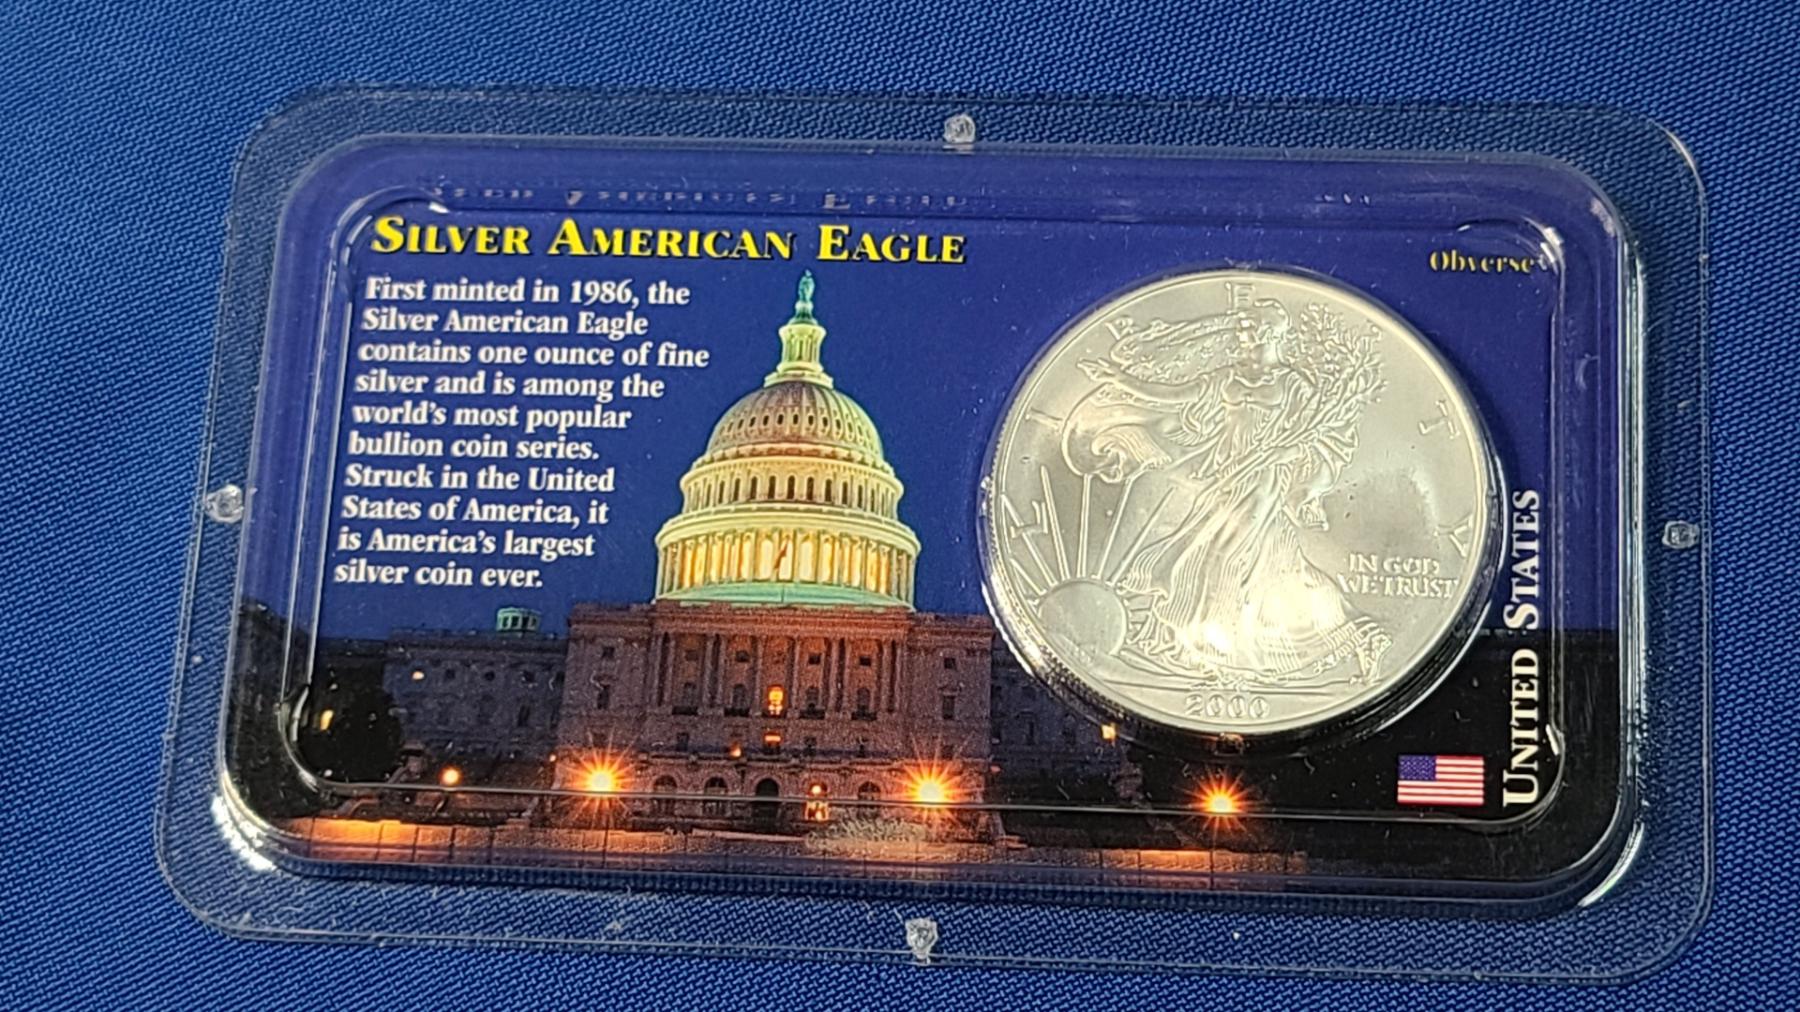 SILVER AMERICAN EAGLE
First minted in 1986, the
Silver American Eagle
contains one ounce of fine
silver and is among the
world's most popular
bullion coin series.
Struck in the United
States of America, it
is America's largest
silver coin ever.
Obverse
LIBERTY
IN GOD
WE TRUST
2000
UNITED STATES